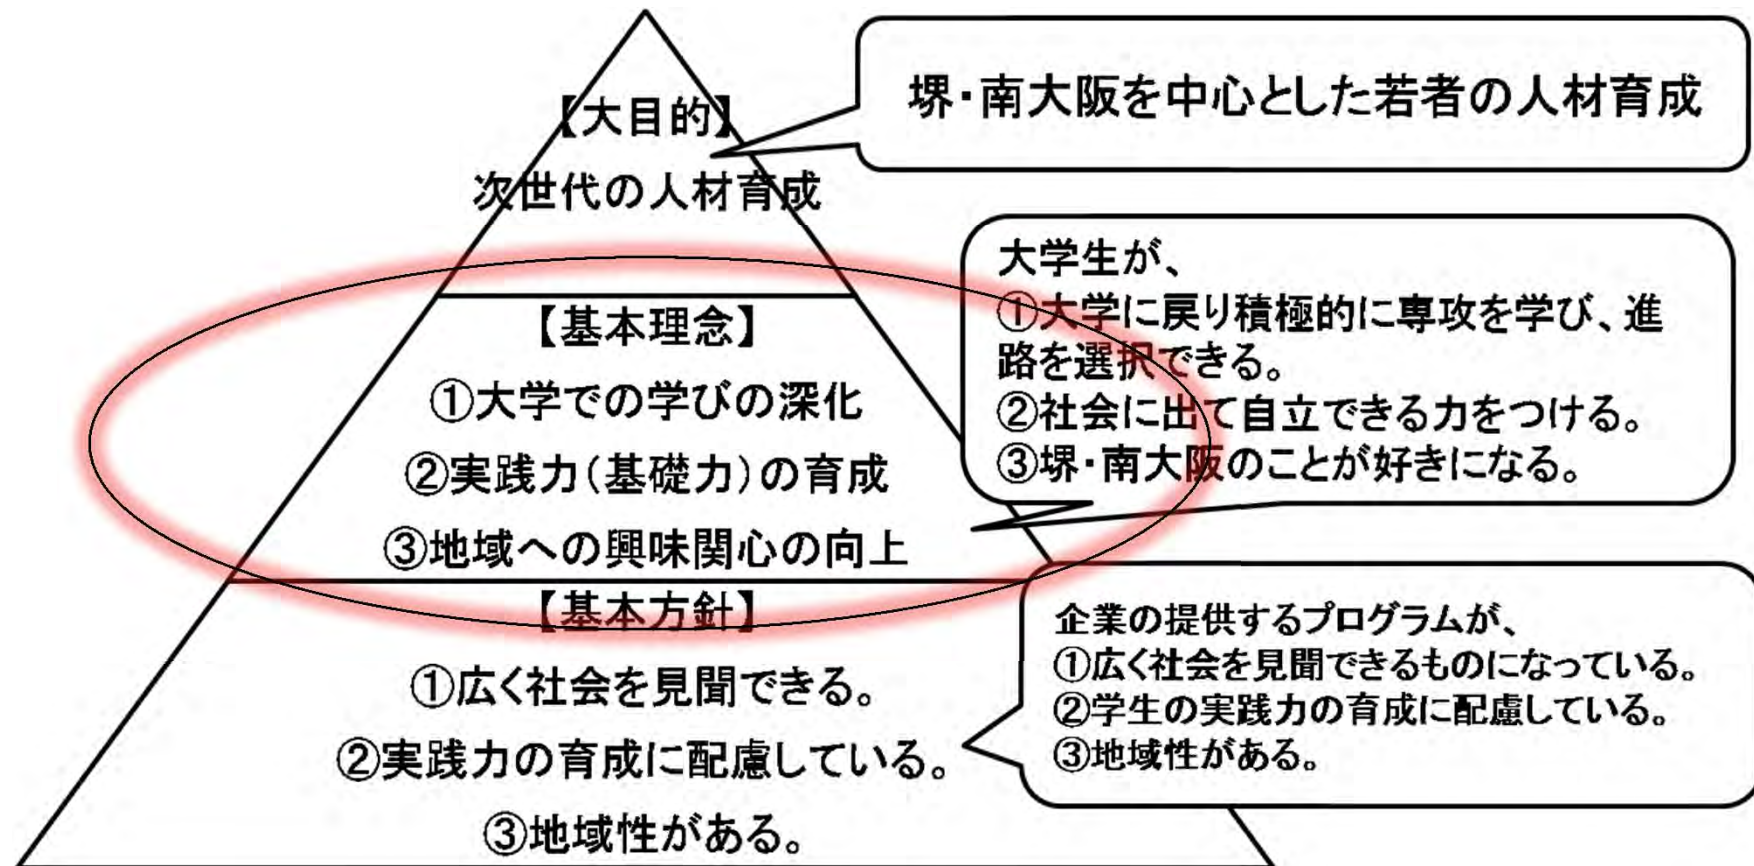 【大目的】
次世代の人材育成
堺・南大阪を中心とした若者の人材育成
【基本理念】
①大学での学びの深化
②実践力(基礎力)の育成
③地域への興味関心の向上
大学生が、
①大学に戻り積極的に専攻を学び、進
路を選択できる。
②社会に出て自立できる力をつける。
③堺・南大阪のことが好きになる。
【基本方針】
①広く社会を見聞できる。
②実践力の育成に配慮している。
③地域性がある。
企業の提供するプログラムが、
①広く社会を見聞できるものになっている。
②学生の実践力の育成に配慮している。
③地域性がある。